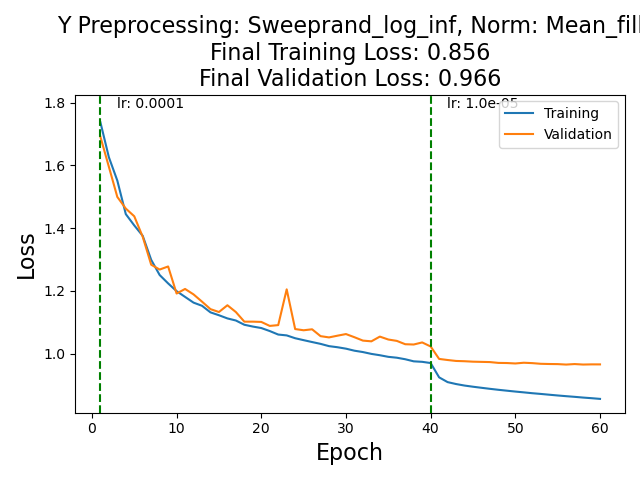 Y Preprocessing: Sweeprand_log_inf, Norm: Mean_fill
Final Training Loss: 0.856
Final Validation Loss: 0.966
lr: 0.0001
lr: 1.0e-05
Training
Validation
1.8
1.6
1.4
1.2
1.0
Loss
0 10 20 30 40 50 60
Epoch